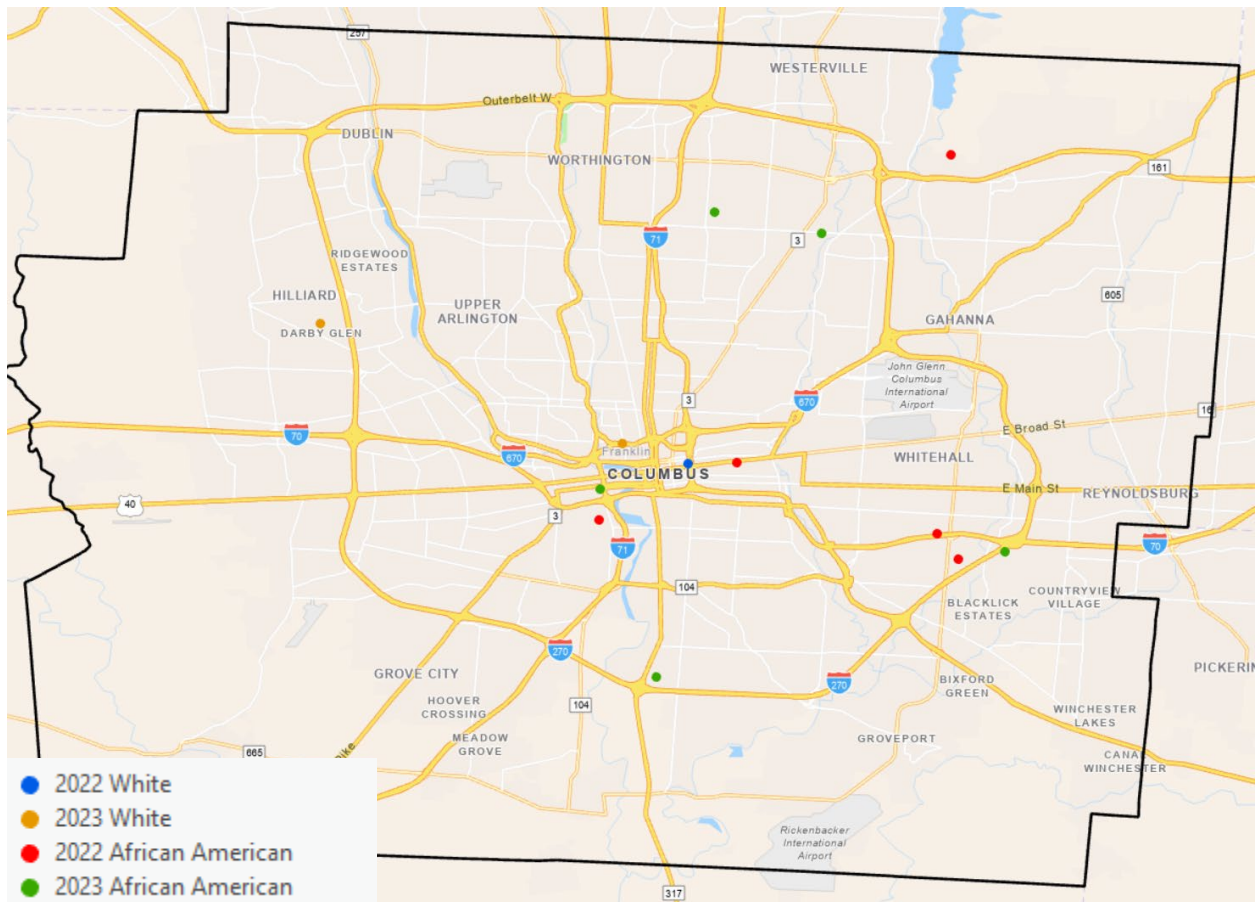 257
WESTERVILLE
Outerbelt W
DUBLIN
WORTHINGTON
161
71
3
RIDGEWOOD
ESTATES
HILLIARD
605
UPPER
ARLINGTON
GAHANNA
DARBY GLEN
John Glenn
Columbus
International
Airport
3
670
16
70
E Broad St
Franklin
670
WHITEHALL
COLUMBUS
E Main St
REYNOLDSBURG
40
3
71
70
104
COUNTRYVIEW
VILLAGE
BLACKLICK
ESTATES
270
GROVE CITY
PICKERIN
270
BIXFORD
GREEN
HOOVER
CROSSING
104
WINCHESTER
LAKES
MEADOW
GROVE
GROVEPORT
665
ike
CANAL
WINCHESTER
2022 White
2023 White
2022 African American
2023 African American
Rickenbacker
International
Airport
317